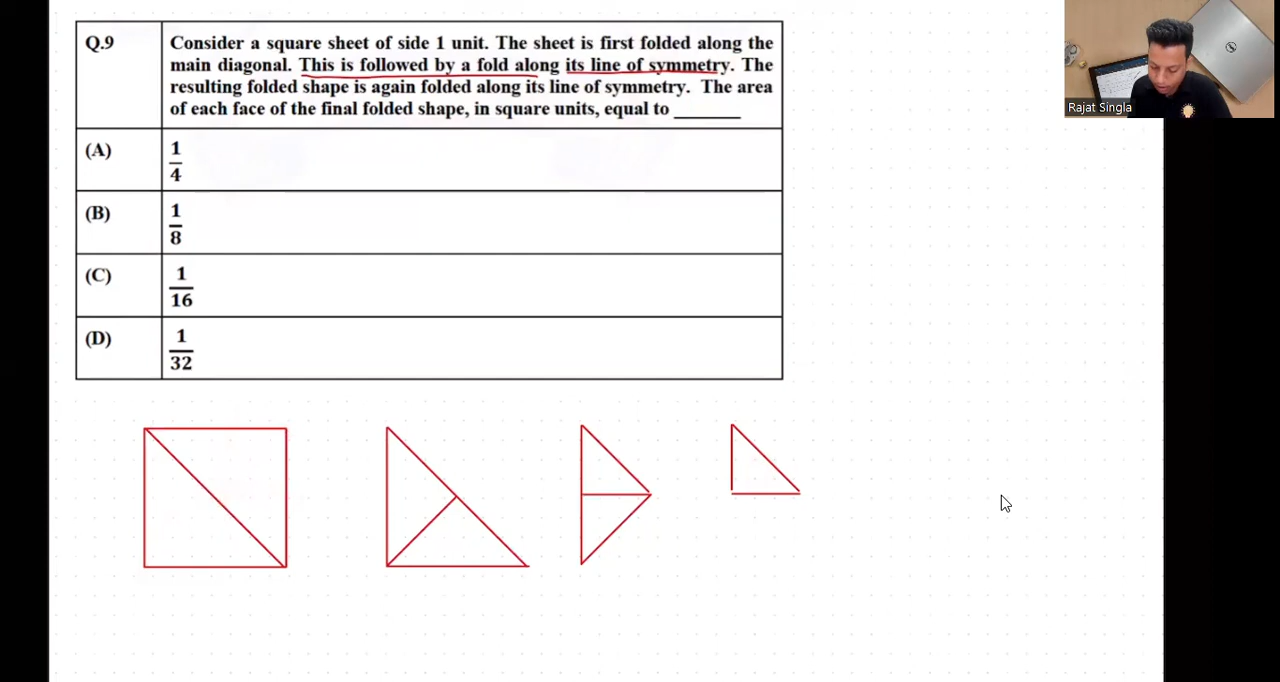 Q.9
Consider a square sheet of side 1 unit. The sheet is first folded along the
main diagonal. This is followed by a fold along its line of symmetry. The
resulting folded shape is again folded along its line of symmetry. The area
of each face of the final folded shape, in square units, equal to ______
(A)
1
4
(B)
1
8
(C)
1
16
(D)
1
32
Rajat Singla